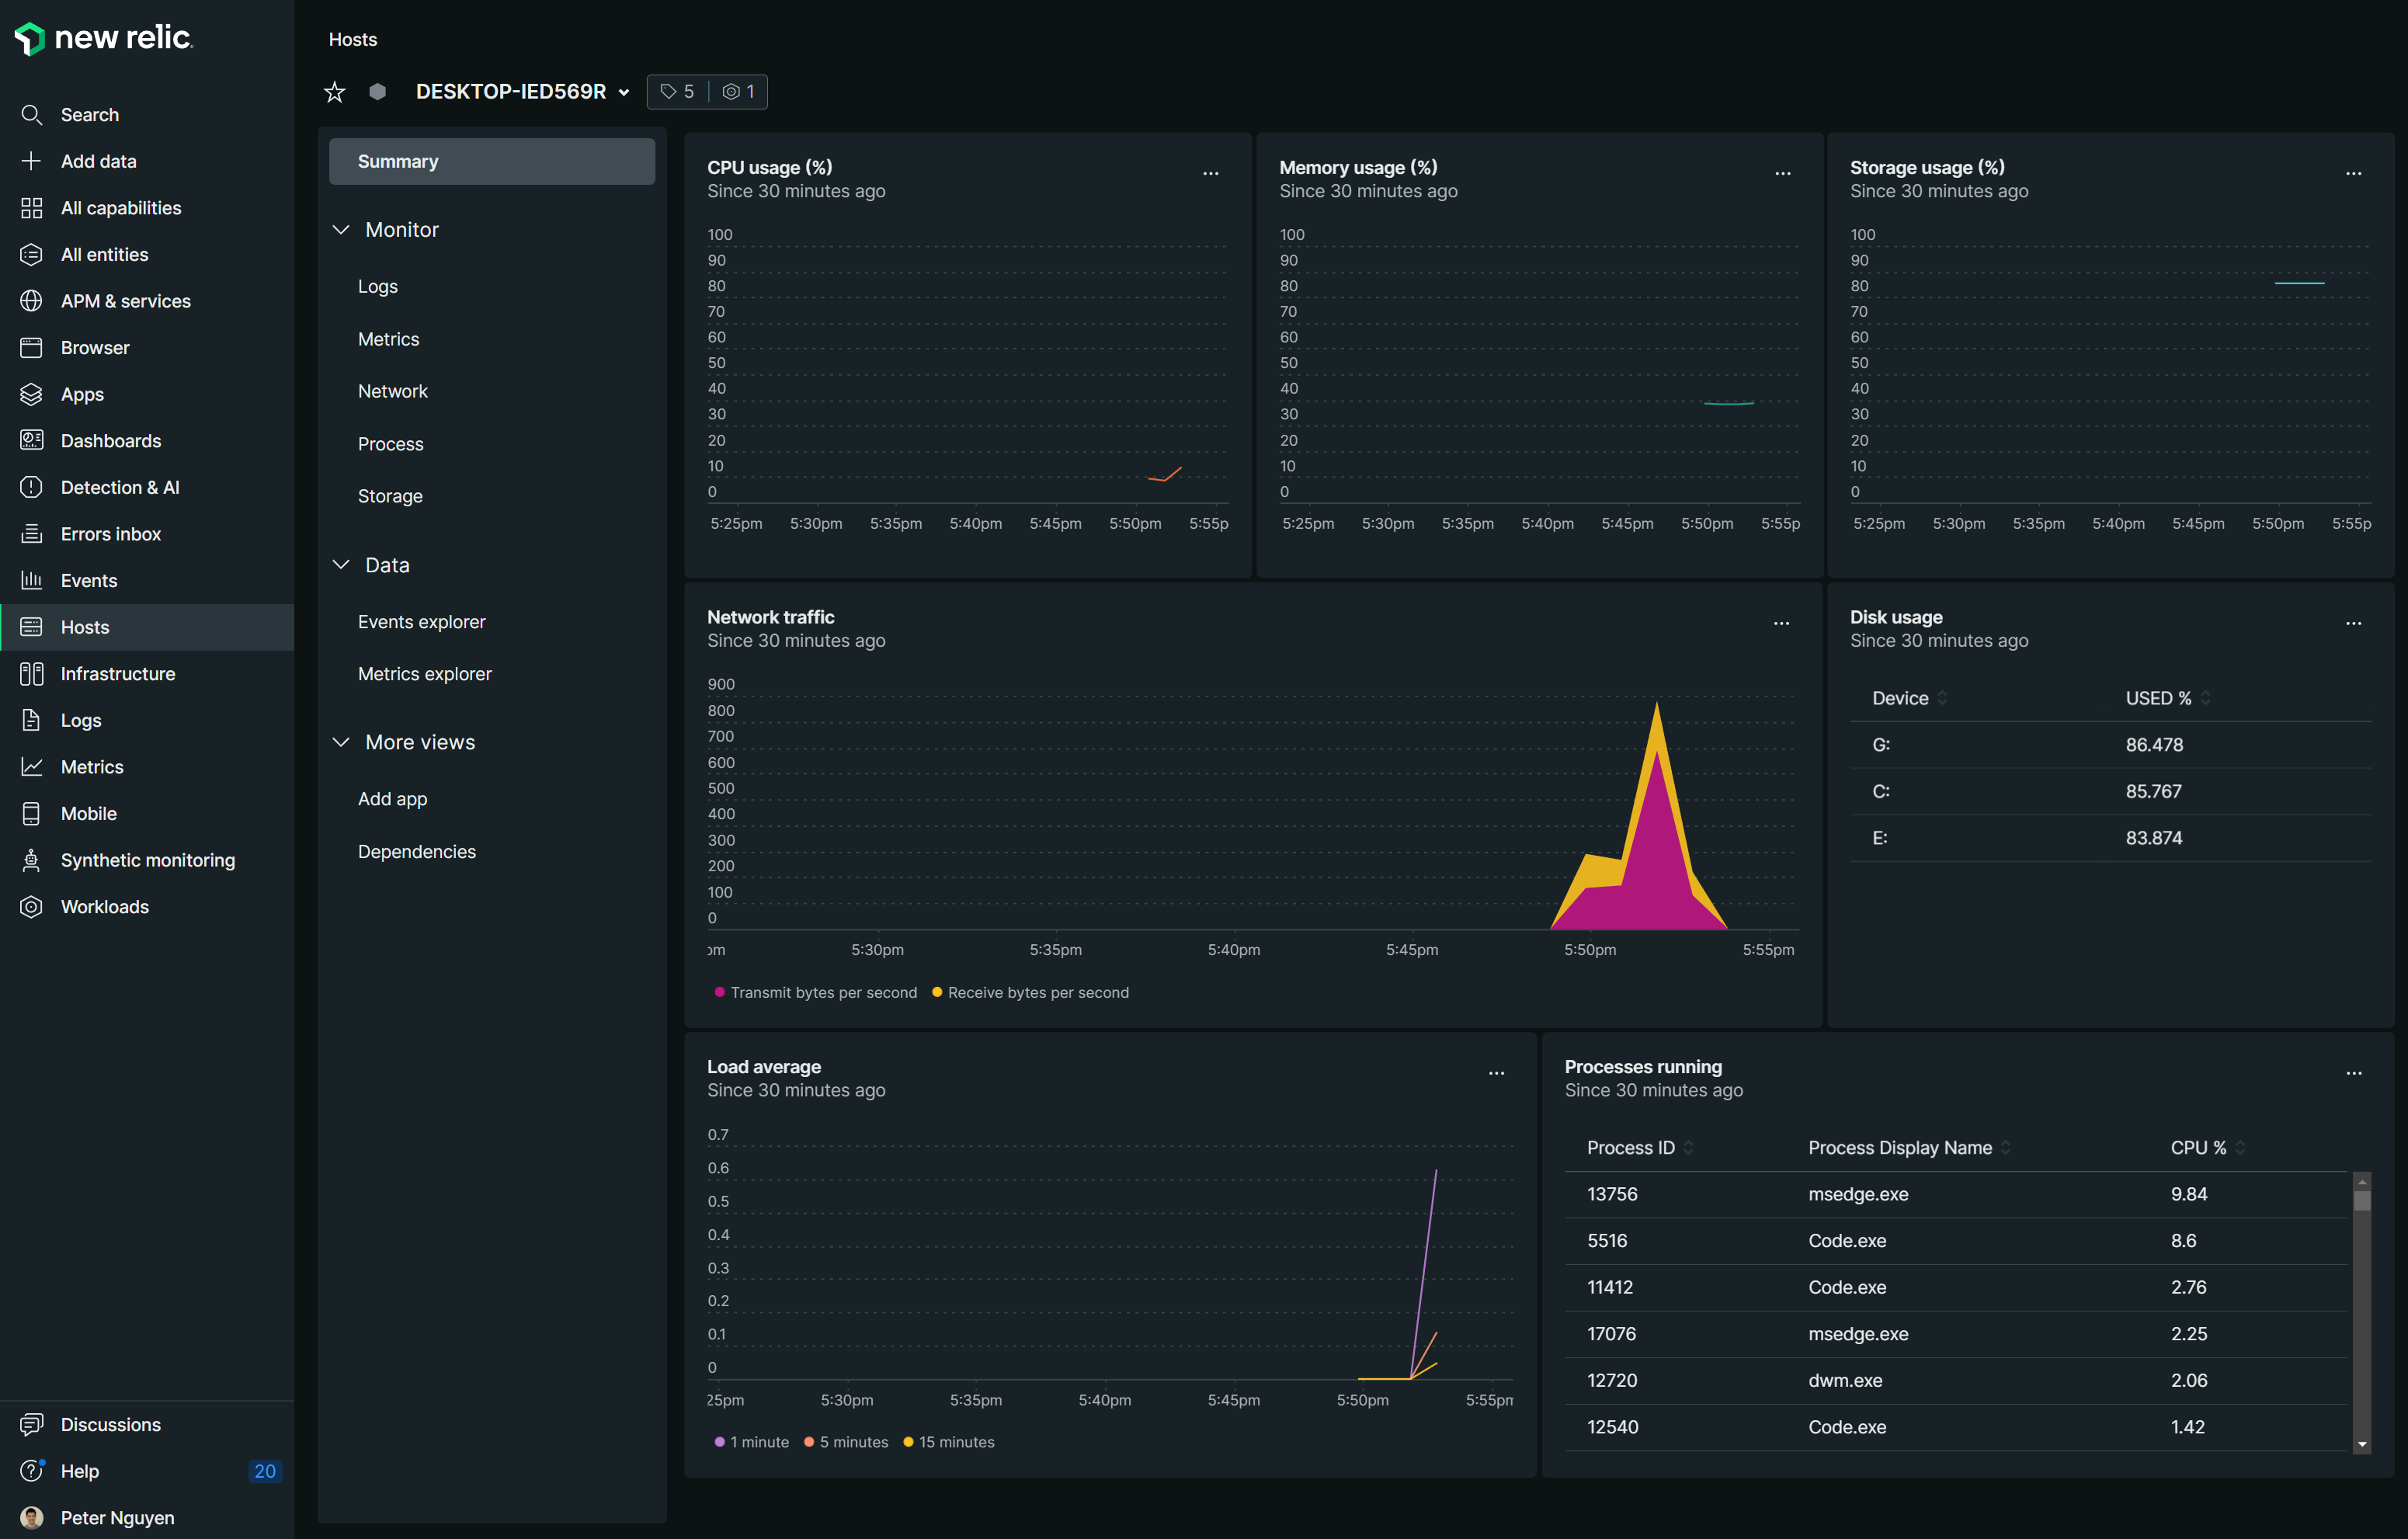 new relic
Search
Add data
All capabilities
All entities
APM & services
Browser
Apps
Dashboards
Detection & AI
Errors inbox
Events
Hosts
Infrastructure
Logs
Metrics
Mobile
Synthetic monitoring
Workloads
Discussions
Help 20
Peter Nguyen
Hosts
DESKTOP-IED569R 5 1
Summary
Monitor
Logs
Metrics
Network
Process
Storage
Data
Events explorer
Metrics explorer
More views
Add app
Dependencies
CPU usage (%)
Since 30 minutes ago
100
90
80
70
60
50
40
30
20
10
0
5:25pm 5:30pm 5:35pm 5:40pm 5:45pm 5:50pm 5:55p
Memory usage (%)
Since 30 minutes ago
100
90
80
70
60
50
40
30
20
10
0
5:25pm 5:30pm 5:35pm 5:40pm 5:45pm 5:50pm 5:55p
Storage usage (%)
Since 30 minutes ago
100
90
80
70
60
50
40
30
20
10
0
5:25pm 5:30pm 5:35pm 5:40pm 5:45pm 5:50pm 5:55p
Network traffic
Since 30 minutes ago
900
800
700
600
500
400
300
200
100
0
pm 5:30pm 5:35pm 5:40pm 5:45pm 5:50pm 5:55pm
Transmit bytes per second Receive bytes per second
Disk usage
Since 30 minutes ago
Device USED %
G: 86.478
C: 85.767
E: 83.874
Load average
Since 30 minutes ago
0.7
0.6
0.5
0.4
0.3
0.2
0.1
0
25pm 5:30pm 5:35pm 5:40pm 5:45pm 5:50pm 5:55pm
1 minute 5 minutes 15 minutes
Processes running
Since 30 minutes ago
Process ID Process Display Name CPU %
13756 msedge.exe 9.84
5516 Code.exe 8.6
11412 Code.exe 2.76
17076 msedge.exe 2.25
12720 dwm.exe 2.06
12540 Code.exe 1.42